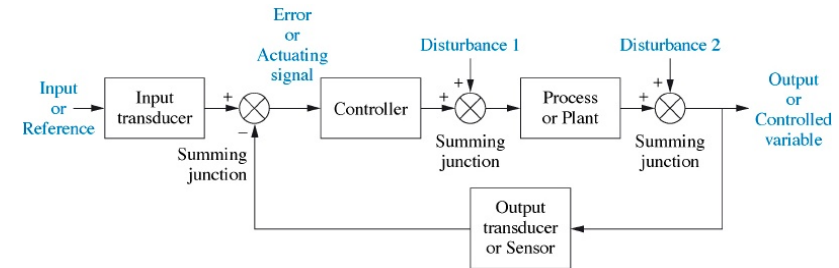 Error
or
Actuating
signal
Disturbance 1
Disturbance 2
Input
or
Reference
Input
transducer
+
−
Summing
junction
Controller
+
+
Summing
junction
Process
or Plant
+
+
Summing
junction
Output
or
Controlled
variable
Output
transducer
or Sensor